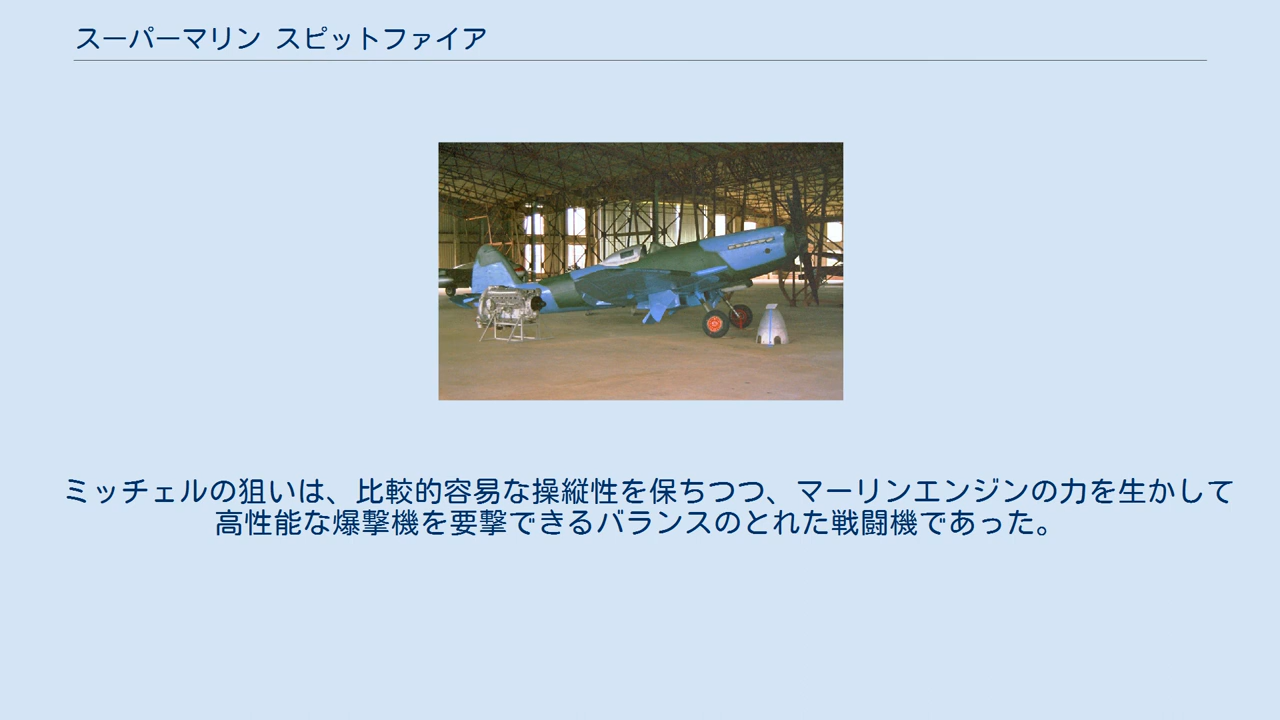 スーパーマリン スピットファイア
ミッチェルの狙いは、比較的容易な操縦性を保ちつつ、マーリンエンジンの力を生かして
高性能な爆撃機を要撃できるバランスのとれた戦闘機であった。